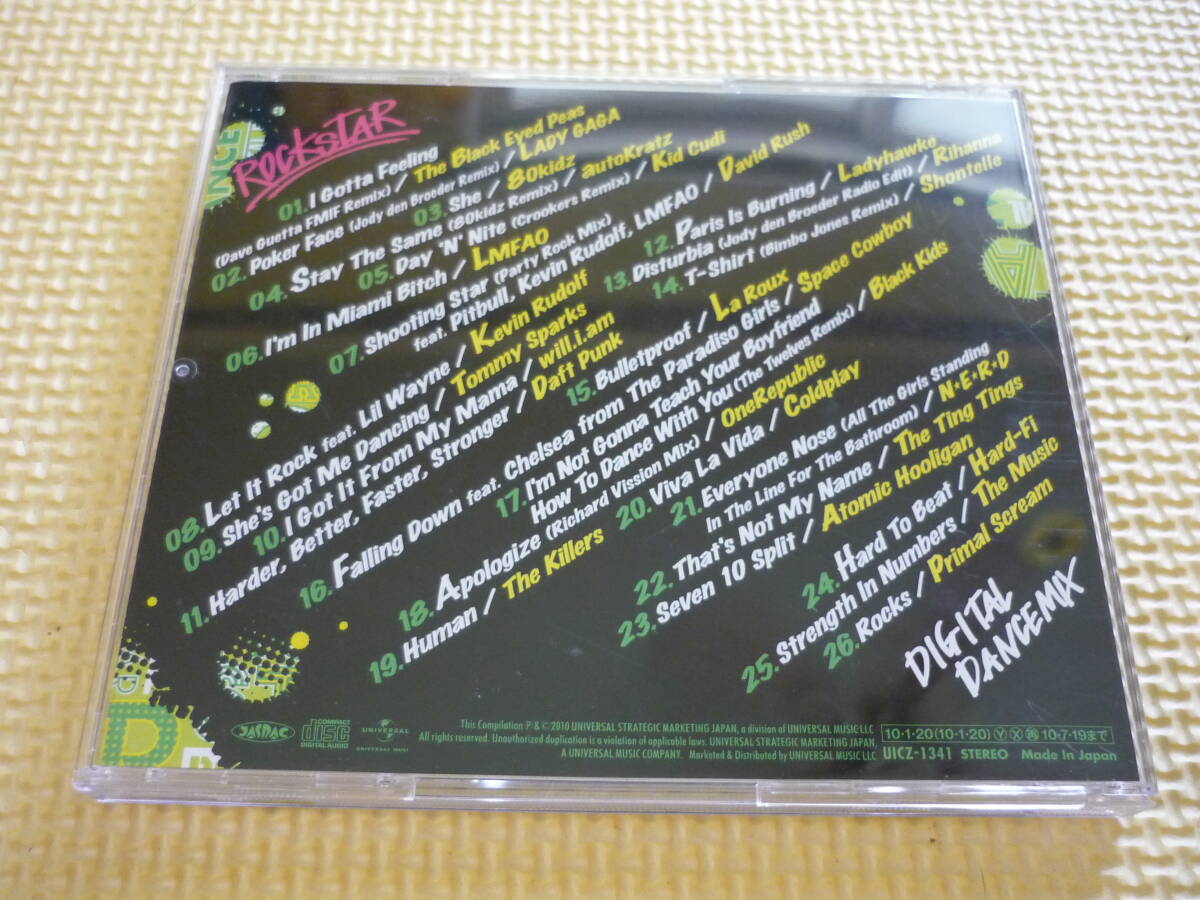 ROCKSTAR
01. I Gotta Feeling
(Dave Guetta FMIF Remix) / The Black Eyed Peas
02. Poker Face (Jody den Broeder Remix) / LADY GAGA
03. She / 80kidz
04. Stay The Same (80kidz Remix) / autoKratz
05. Day 'N' Nite (Crookers Remix) / Kid Cudi
06. I'm In Miami Bitch / LMFAO
07. Shooting Star (Party Rock Mix)
feat. Pitbull, Kevin Rudolf, LMFAO / David Rush
08. Let It Rock feat. Lil Wayne / Kevin Rudolf
09. She's Got Me Dancing / Tommy Sparks
10. I Got It From My Mama / will.i.am
11. Harder, Better, Faster, Stronger / Daft Punk
12. Paris Is Burning / Ladyhawke
13. Disturbia (Jody den Broeder Radio Edit) / Rihanna
14. T-Shirt (Bimbo Jones Remix) / Shontelle
15. Bulletproof / La Roux
16. Falling Down feat. Chelsea from The Paradiso Girls / Space Cowboy
17. I'm Not Gonna Teach Your Boyfriend
How To Dance With You (The Twelves Remix) / Black Kids
18. Apologize (Richard Vission Mix) / OneRepublic
19. Human / The Killers
20. Viva La Vida / Coldplay
21. Everyone Nose (All The Girls Standing
In The Line For The Bathroom) / N★E★R★D
22. That's Not My Name / The Ting Tings
23. Seven 10 Split / Atomic Hooligan
24. Hard To Beat / Hard-Fi
25. Strength In Numbers / The Music
26. Rocks / Primal Scream
DIGITAL
DANCE MIX
JASRAC
COMPACT
disc
DIGITAL AUDIO
UNIVERSAL
UNIVERSAL MUSI
This Compilation P & © 2010 UNIVERSAL STRATEGIC MARKETING JAPAN, a division of UNIVERSAL MUSIC LLC
All rights reserved. Unauthorized duplication is a violation of applicable laws. UNIVERSAL STRATEGIC MARKETING JAPAN,
A UNIVERSAL MUSIC COMPANY. Marketed & Distributed by UNIVERSAL MUSIC LLC
10·1·20(10·1·20) Ⓨ Ⓧ 再 10·7·19まで
UICZ-1341 STEREO Made In Japan